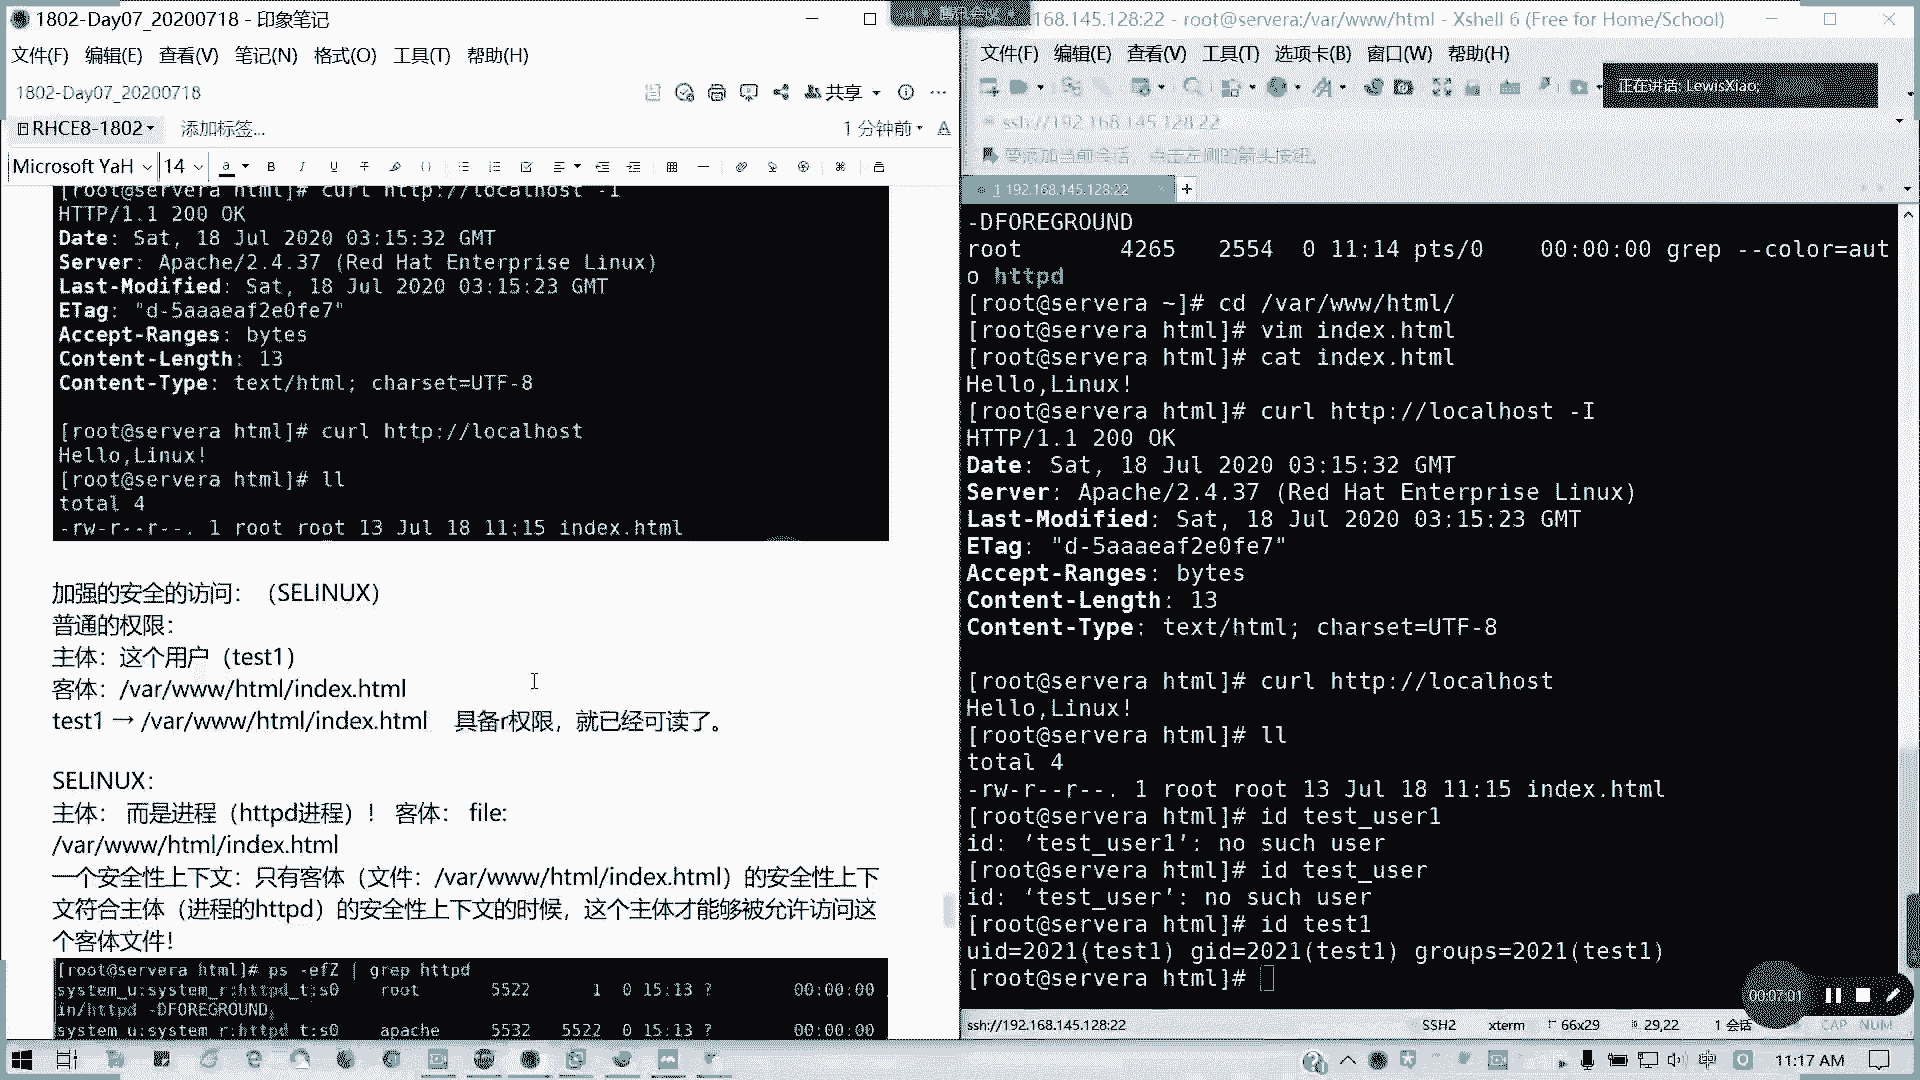 1802-Day07_20200718 - 印象笔记
文件(F) 编辑(E) 查看(V) 笔记(N) 格式(O) 工具(T) 帮助(H)
1802-Day07_20200718
共享
RHCE8-1802
添加标签...
1 分钟前
Microsoft YaH 14
[root@servera html]# curl http://localhost -I
HTTP/1.1 200 OK
Date: Sat, 18 Jul 2020 03:15:32 GMT
Server: Apache/2.4.37 (Red Hat Enterprise Linux)
Last-Modified: Sat, 18 Jul 2020 03:15:23 GMT
ETag: "d-5aaaeaf2e0fe7"
Accept-Ranges: bytes
Content-Length: 13
Content-Type: text/html; charset=UTF-8
[root@servera html]# curl http://localhost
Hello,Linux!
[root@servera html]# ll
total 4
-rw-r--r--. 1 root root 13 Jul 18 11:15 index.html
加强的安全的访问：（SELINUX）
普通的权限：
主体：这个用户（test1）
客体：/var/www/html/index.html
test1 → /var/www/html/index.html 具备r权限，就已经可读了。
SELINUX：
主体： 而是进程（httpd进程）！ 客体： file:
/var/www/html/index.html
一个安全性上下文：只有客体（文件：/var/www/html/index.html）的安全性上下
文符合主体（进程的httpd）的安全性上下文的时候，这个主体才能够被允许访问这
个客体文件！
[root@servera html]# ps -efZ | grep httpd
system_u:system_r:httpd_t:s0 root 5522 1 0 15:13 ? 00:00:00
in/httpd -DFOREGROUND
system_u:system_r:httpd_t:s0 apache 5532 5522 0 15:13 ? 00:00:00
腾讯会议
168.145.128:22 - root@servera:/var/www/html - Xshell 6 (Free for Home/School)
文件(F) 编辑(E) 查看(V) 工具(T) 选项卡(B) 窗口(W) 帮助(H)
正在讲话: LewisXiao;
ssh://192.168.145.128:22
要添加当前会话，点击左侧的箭头按钮。
1 192.168.145.128:22
-DFOREGROUND
root 4265 2554 0 11:14 pts/0 00:00:00 grep --color=aut
o httpd
[root@servera ~]# cd /var/www/html/
[root@servera html]# vim index.html
[root@servera html]# cat index.html
Hello,Linux!
[root@servera html]# curl http://localhost -I
HTTP/1.1 200 OK
Date: Sat, 18 Jul 2020 03:15:32 GMT
Server: Apache/2.4.37 (Red Hat Enterprise Linux)
Last-Modified: Sat, 18 Jul 2020 03:15:23 GMT
ETag: "d-5aaaeaf2e0fe7"
Accept-Ranges: bytes
Content-Length: 13
Content-Type: text/html; charset=UTF-8
[root@servera html]# curl http://localhost
Hello,Linux!
[root@servera html]# ll
total 4
-rw-r--r--. 1 root root 13 Jul 18 11:15 index.html
[root@servera html]# id test_user1
id: ‘test_user1’: no such user
[root@servera html]# id test_user
id: ‘test_user’: no such user
[root@servera html]# id test1
uid=2021(test1) gid=2021(test1) groups=2021(test1)
[root@servera html]#
00:07:01
ssh://192.168.145.128:22 SSH2 xterm 66x29 29,22 1 会话 CAP NUM
中
11:17 AM